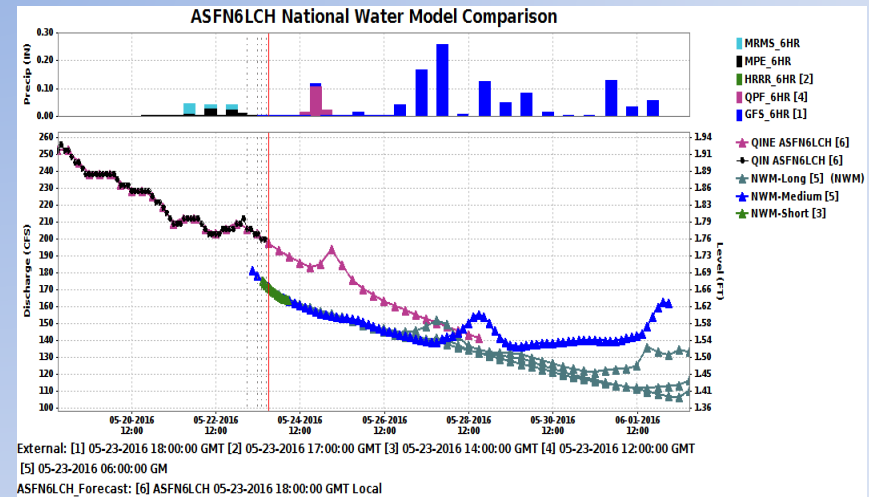 ASFN6LCH National Water Model Comparison
Precip (IN)
0.30
0.20
0.10
0.00
MRMS_6HR
MPE_6HR
HRRR_6HR [2]
QPF_6HR [4]
GFS_6HR [1]
Discharge (CFS)
260
250
240
230
220
210
200
190
180
170
160
150
140
130
120
110
100
1.94
1.91
1.89
1.86
1.83
1.79
1.76
1.73
1.69
1.66
1.62
1.58
1.54
1.50
1.45
1.41
1.36
Level (FT)
QINE ASFN6LCH [6]
QIN ASFN6LCH [6]
NWM-Long [5] (NWM)
NWM-Medium [5]
NWM-Short [3]
05-20-2016 05-22-2016 05-24-2016 05-26-2016 05-28-2016 05-30-2016 06-01-2016
12:00 12:00 12:00 12:00 12:00 12:00 12:00
External: [1] 05-23-2016 18:00:00 GMT [2] 05-23-2016 17:00:00 GMT [3] 05-23-2016 14:00:00 GMT [4] 05-23-2016 12:00:00 GMT
[5] 05-23-2016 06:00:00 GM
ASFN6LCH_Forecast: [6] ASFN6LCH 05-23-2016 18:00:00 GMT Local